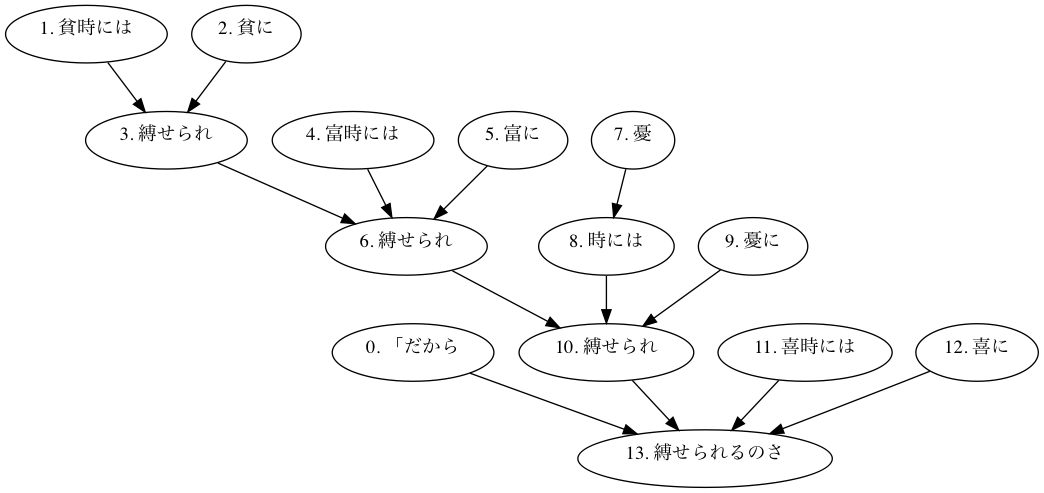 1. 貧時には
2. 貧に
3. 縛せられ
4. 富時には
5. 富に
7. 憂
6. 縛せられ
8. 時には
9. 憂に
0. 「だから
10. 縛せられ
11. 喜時には
12. 喜に
13. 縛せられるのさ